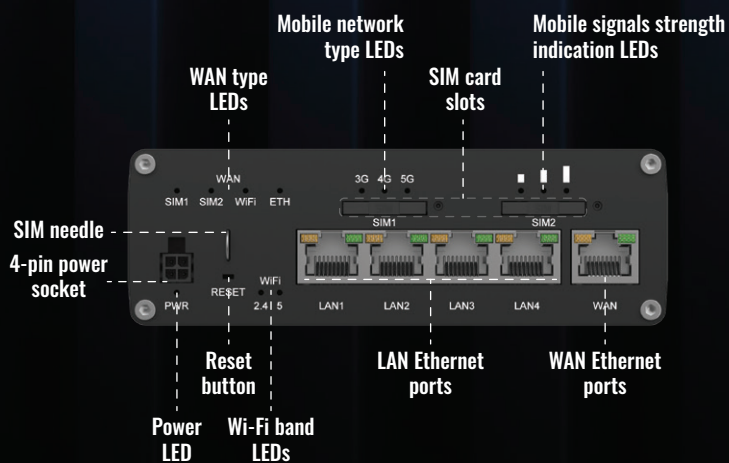 Mobile network
type LEDs
Mobile signals strength
indication LEDs
WAN type
LEDs
SIM card
slots
WAN
SIM1 SIM2 WiFi ETH
3G 4G 5G
SIM1
SIM2
SIM needle
4-pin power
socket
PWR
RESET
WiFi
2.4 5
LAN1 LAN2 LAN3 LAN4 WAN
Reset
button
LAN Ethernet
ports
WAN Ethernet
ports
Power
LED
Wi-Fi band
LEDs